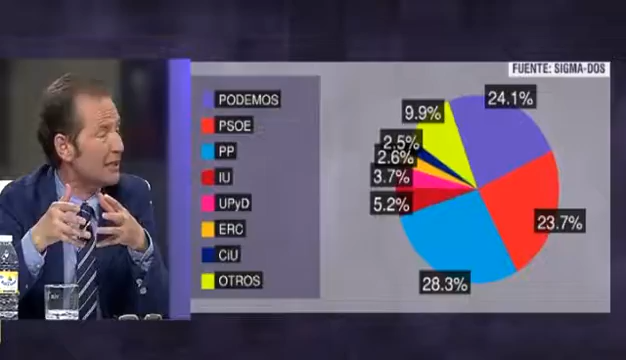 FUENTE: SIGMA-DOS
PODEMOS
PSOE
PP
IU
UPyD
ERC
CiU
OTROS
24.1%
23.7%
28.3%
5.2%
3.7%
2.6%
2.5%
9.9%